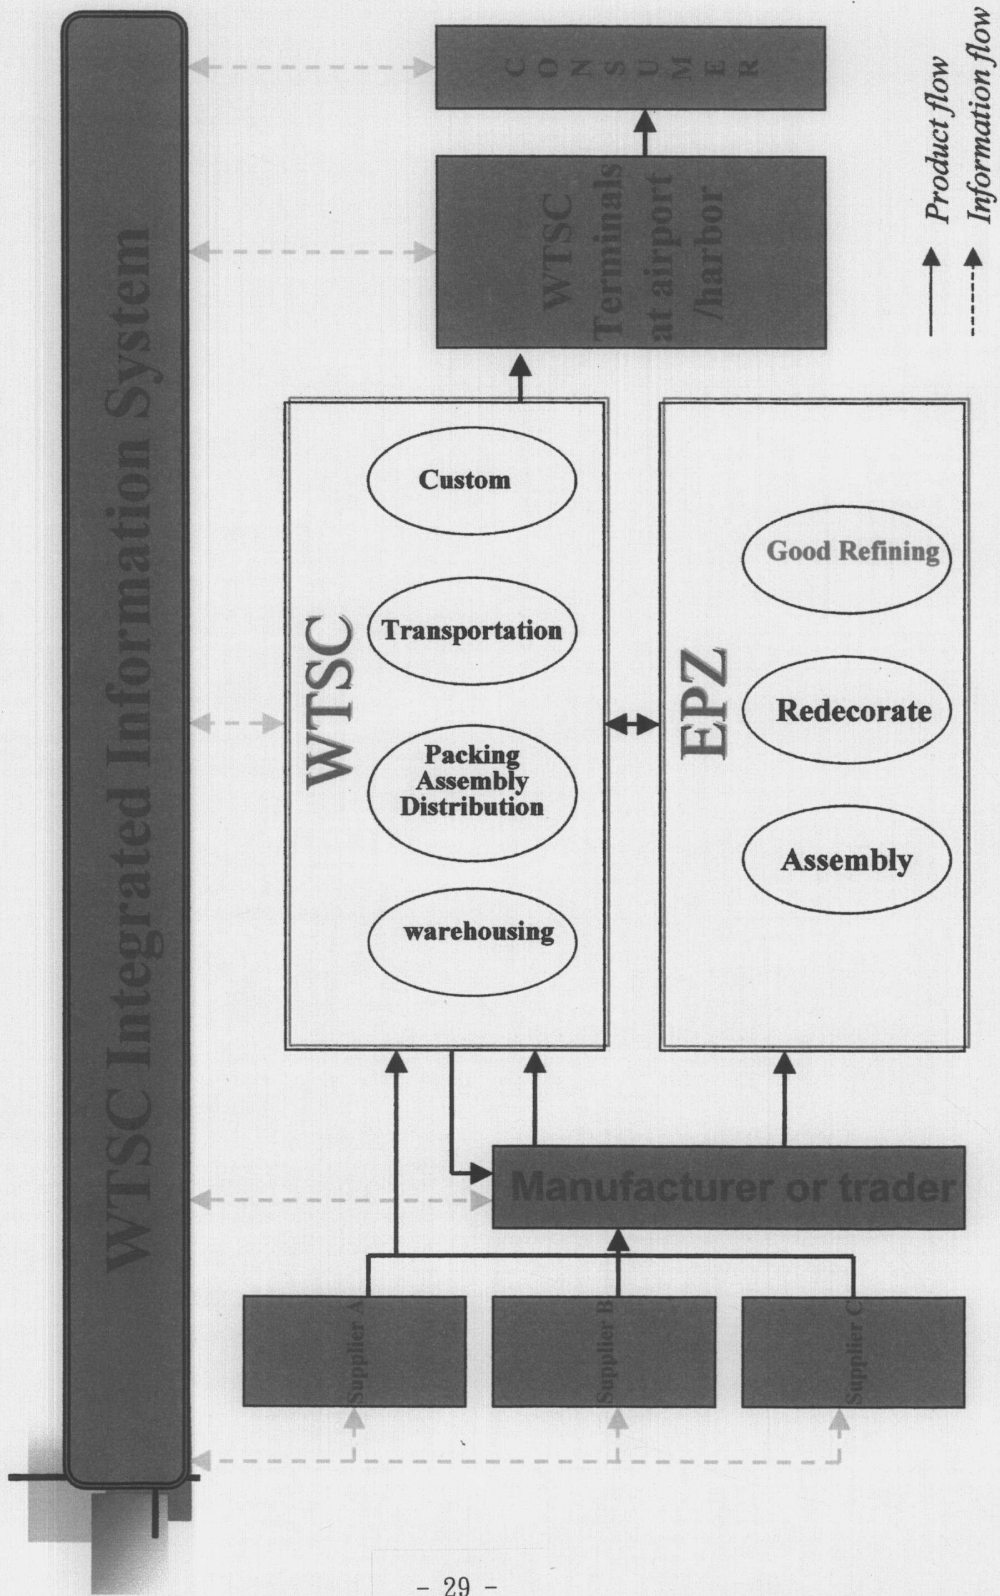 WTSC Integrated Information System
Supplier A
Supplier B
Supplier C
Manufacturer or trader
WTSC
warehousing
Packing
Assembly
Distribution
Transportation
Custom
EPZ
Assembly
Redecorate
Good Refining
WTSC
Terminals
at airport
/harbor
CONSUMER
Product flow
Information flow
- 29 -